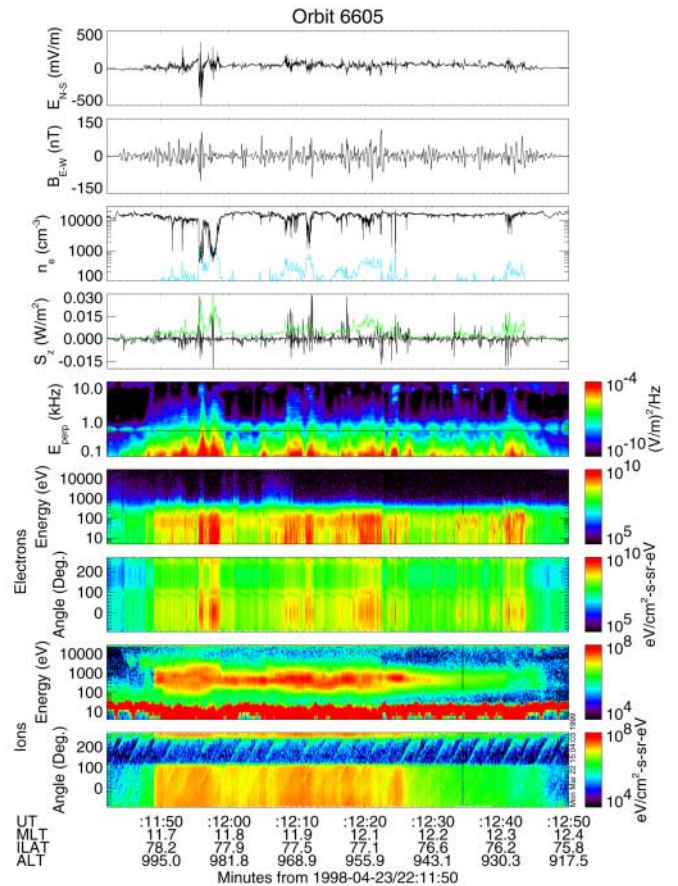 Orbit 6605
500
0
-500
E_N-S (mV/m)
150
0
-150
B_E-W (nT)
10000
1000
100
n_e (cm^-3)
0.030
0.015
0.000
-0.015
S_z (W/m^2)
10.0
1.0
0.1
E_perp (kHz)
10^-4
10^-10
(V/m)^2/Hz
Electrons
10000
1000
100
10
Energy (eV)
10^10
10^5
200
100
0
Angle (Deg.)
10^10
10^5
eV/cm^2-s-sr-eV
Ions
10000
1000
100
10
Energy (eV)
10^8
10^4
200
100
0
Angle (Deg.)
10^8
10^4
eV/cm^2-s-sr-eV
Mon Mar 22 15:04:03 1999
UT :11:50 :12:00 :12:10 :12:20 :12:30 :12:40 :12:50
MLT 11.7 11.8 11.9 12.1 12.2 12.3 12.4
ILAT 78.2 77.9 77.5 77.1 76.6 76.2 75.8
ALT 995.0 981.8 968.9 955.9 943.1 930.3 917.5
Minutes from 1998-04-23/22:11:50